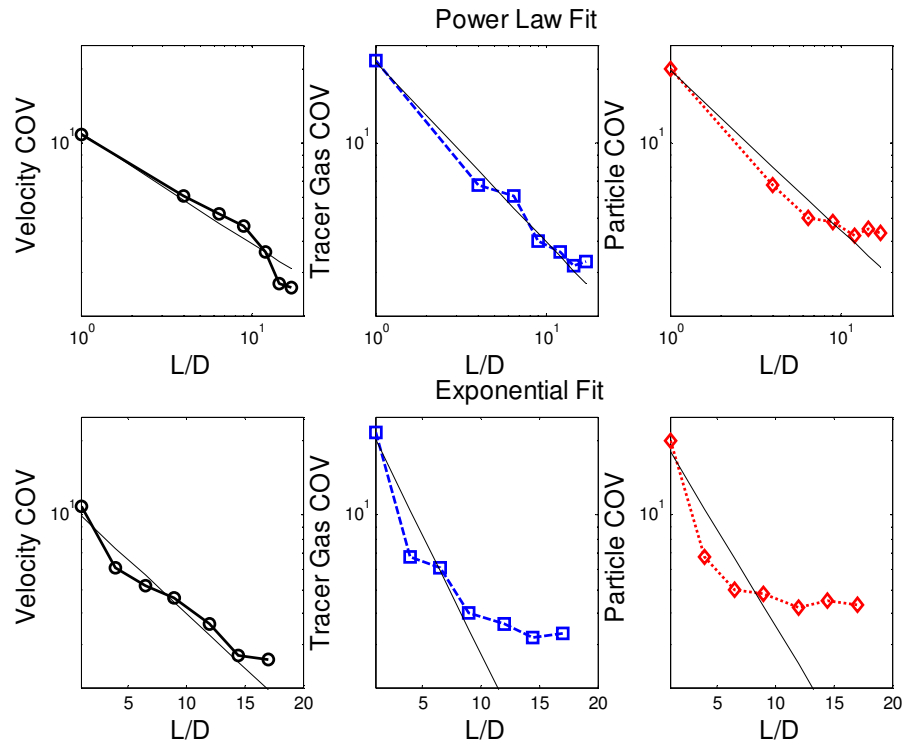 Power Law Fit
Velocity COV
10^1
10^0 10^1
L/D
Tracer Gas COV
10^1
10^0 10^1
L/D
Particle COV
10^1
10^0 10^1
L/D
Exponential Fit
Velocity COV
10^1
5 10 15 20
L/D
Tracer Gas COV
10^1
5 10 15 20
L/D
Particle COV
10^1
5 10 15 20
L/D